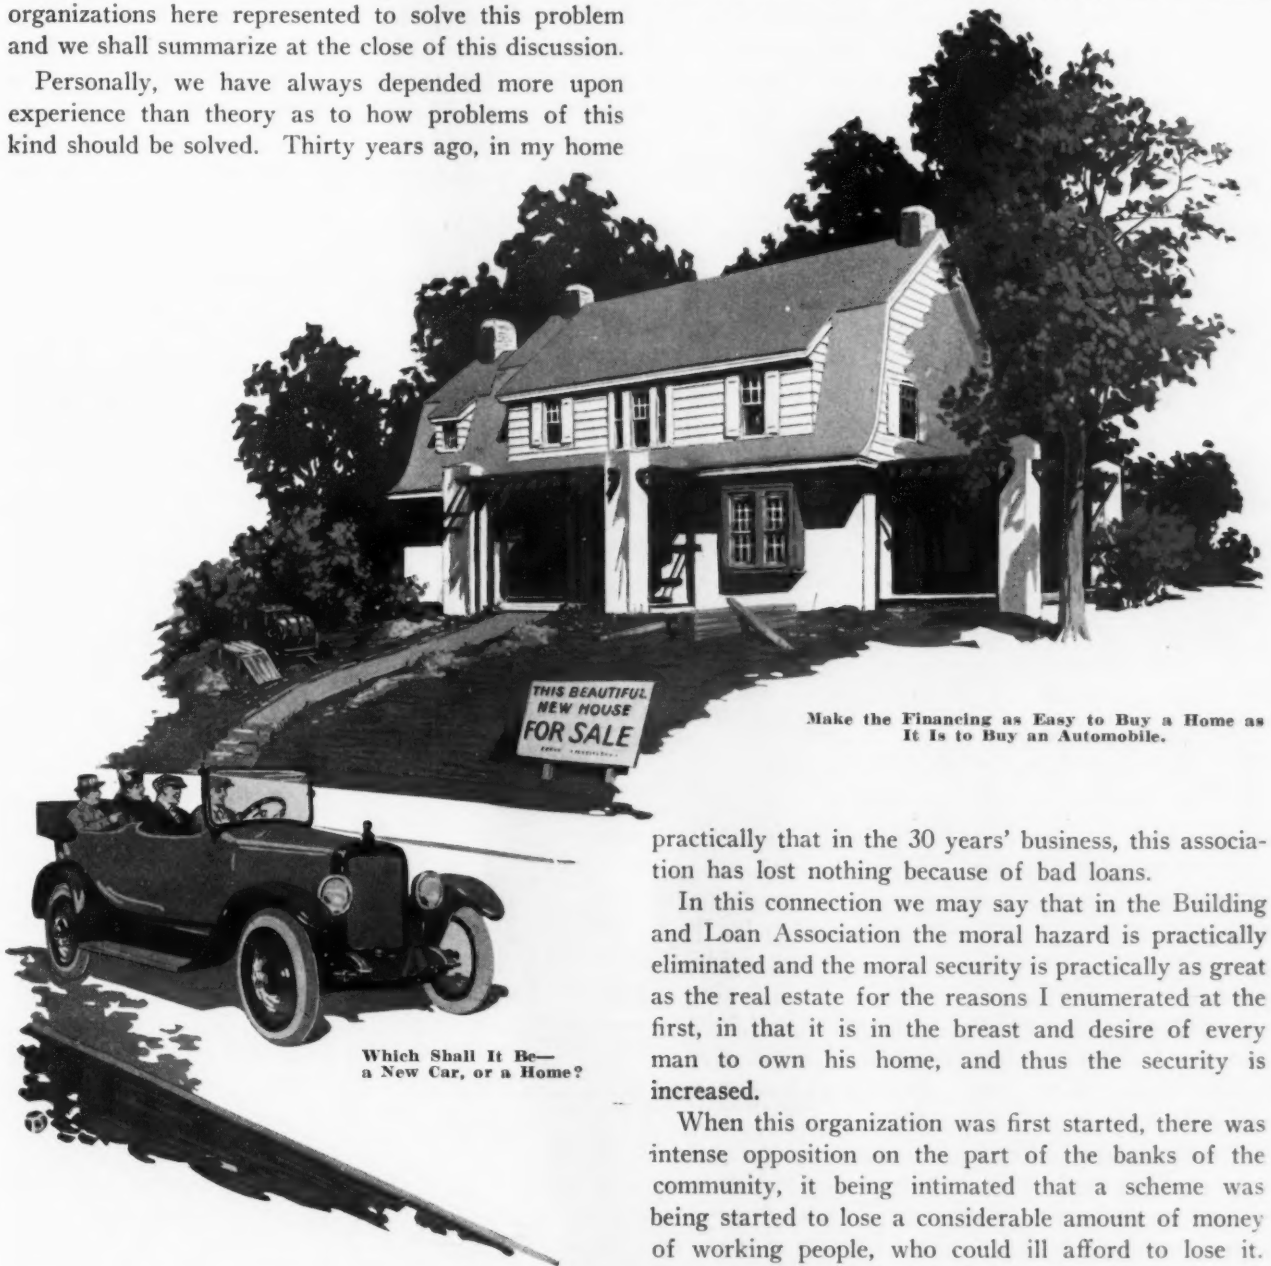 organizations here represented to solve this problem
and we shall summarize at the close of this discussion.
Personally, we have always depended more upon
experience than theory as to how problems of this
kind should be solved. Thirty years ago, in my home
THIS BEAUTIFUL
NEW HOUSE
FOR SALE
Make the Financing as Easy to Buy a Home as
It Is to Buy an Automobile.
Which Shall It Be—
a New Car, or a Home?
practically that in the 30 years' business, this associa-
tion has lost nothing because of bad loans.
In this connection we may say that in the Building
and Loan Association the moral hazard is practically
eliminated and the moral security is practically as great
as the real estate for the reasons I enumerated at the
first, in that it is in the breast and desire of every
man to own his home, and thus the security is
increased.
When this organization was first started, there was
intense opposition on the part of the banks of the
community, it being intimated that a scheme was
being started to lose a considerable amount of money
of working people, who could ill afford to lose it.